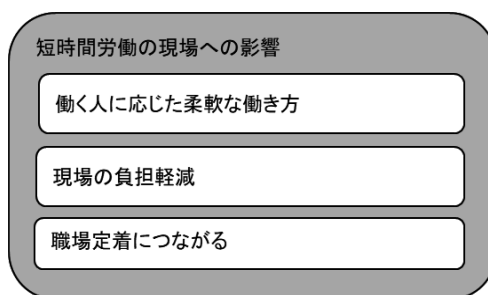 短時間労働の現場への影響
働く人に応じた柔軟な働き方
現場の負担軽減
職場定着につながる